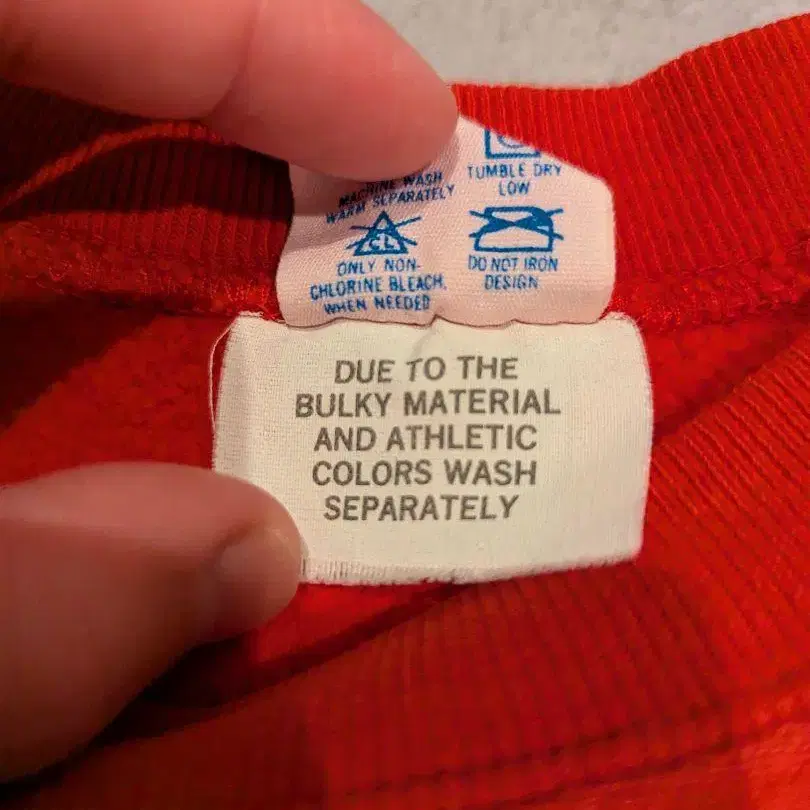 MACHINE WASH
WARM SEPARATELY
TUMBLE DRY
LOW
CL
ONLY NON-
CHLORINE BLEACH,
WHEN NEEDED
DO NOT IRON
DESIGN
DUE TO THE
BULKY MATERIAL
AND ATHLETIC
COLORS WASH
SEPARATELY